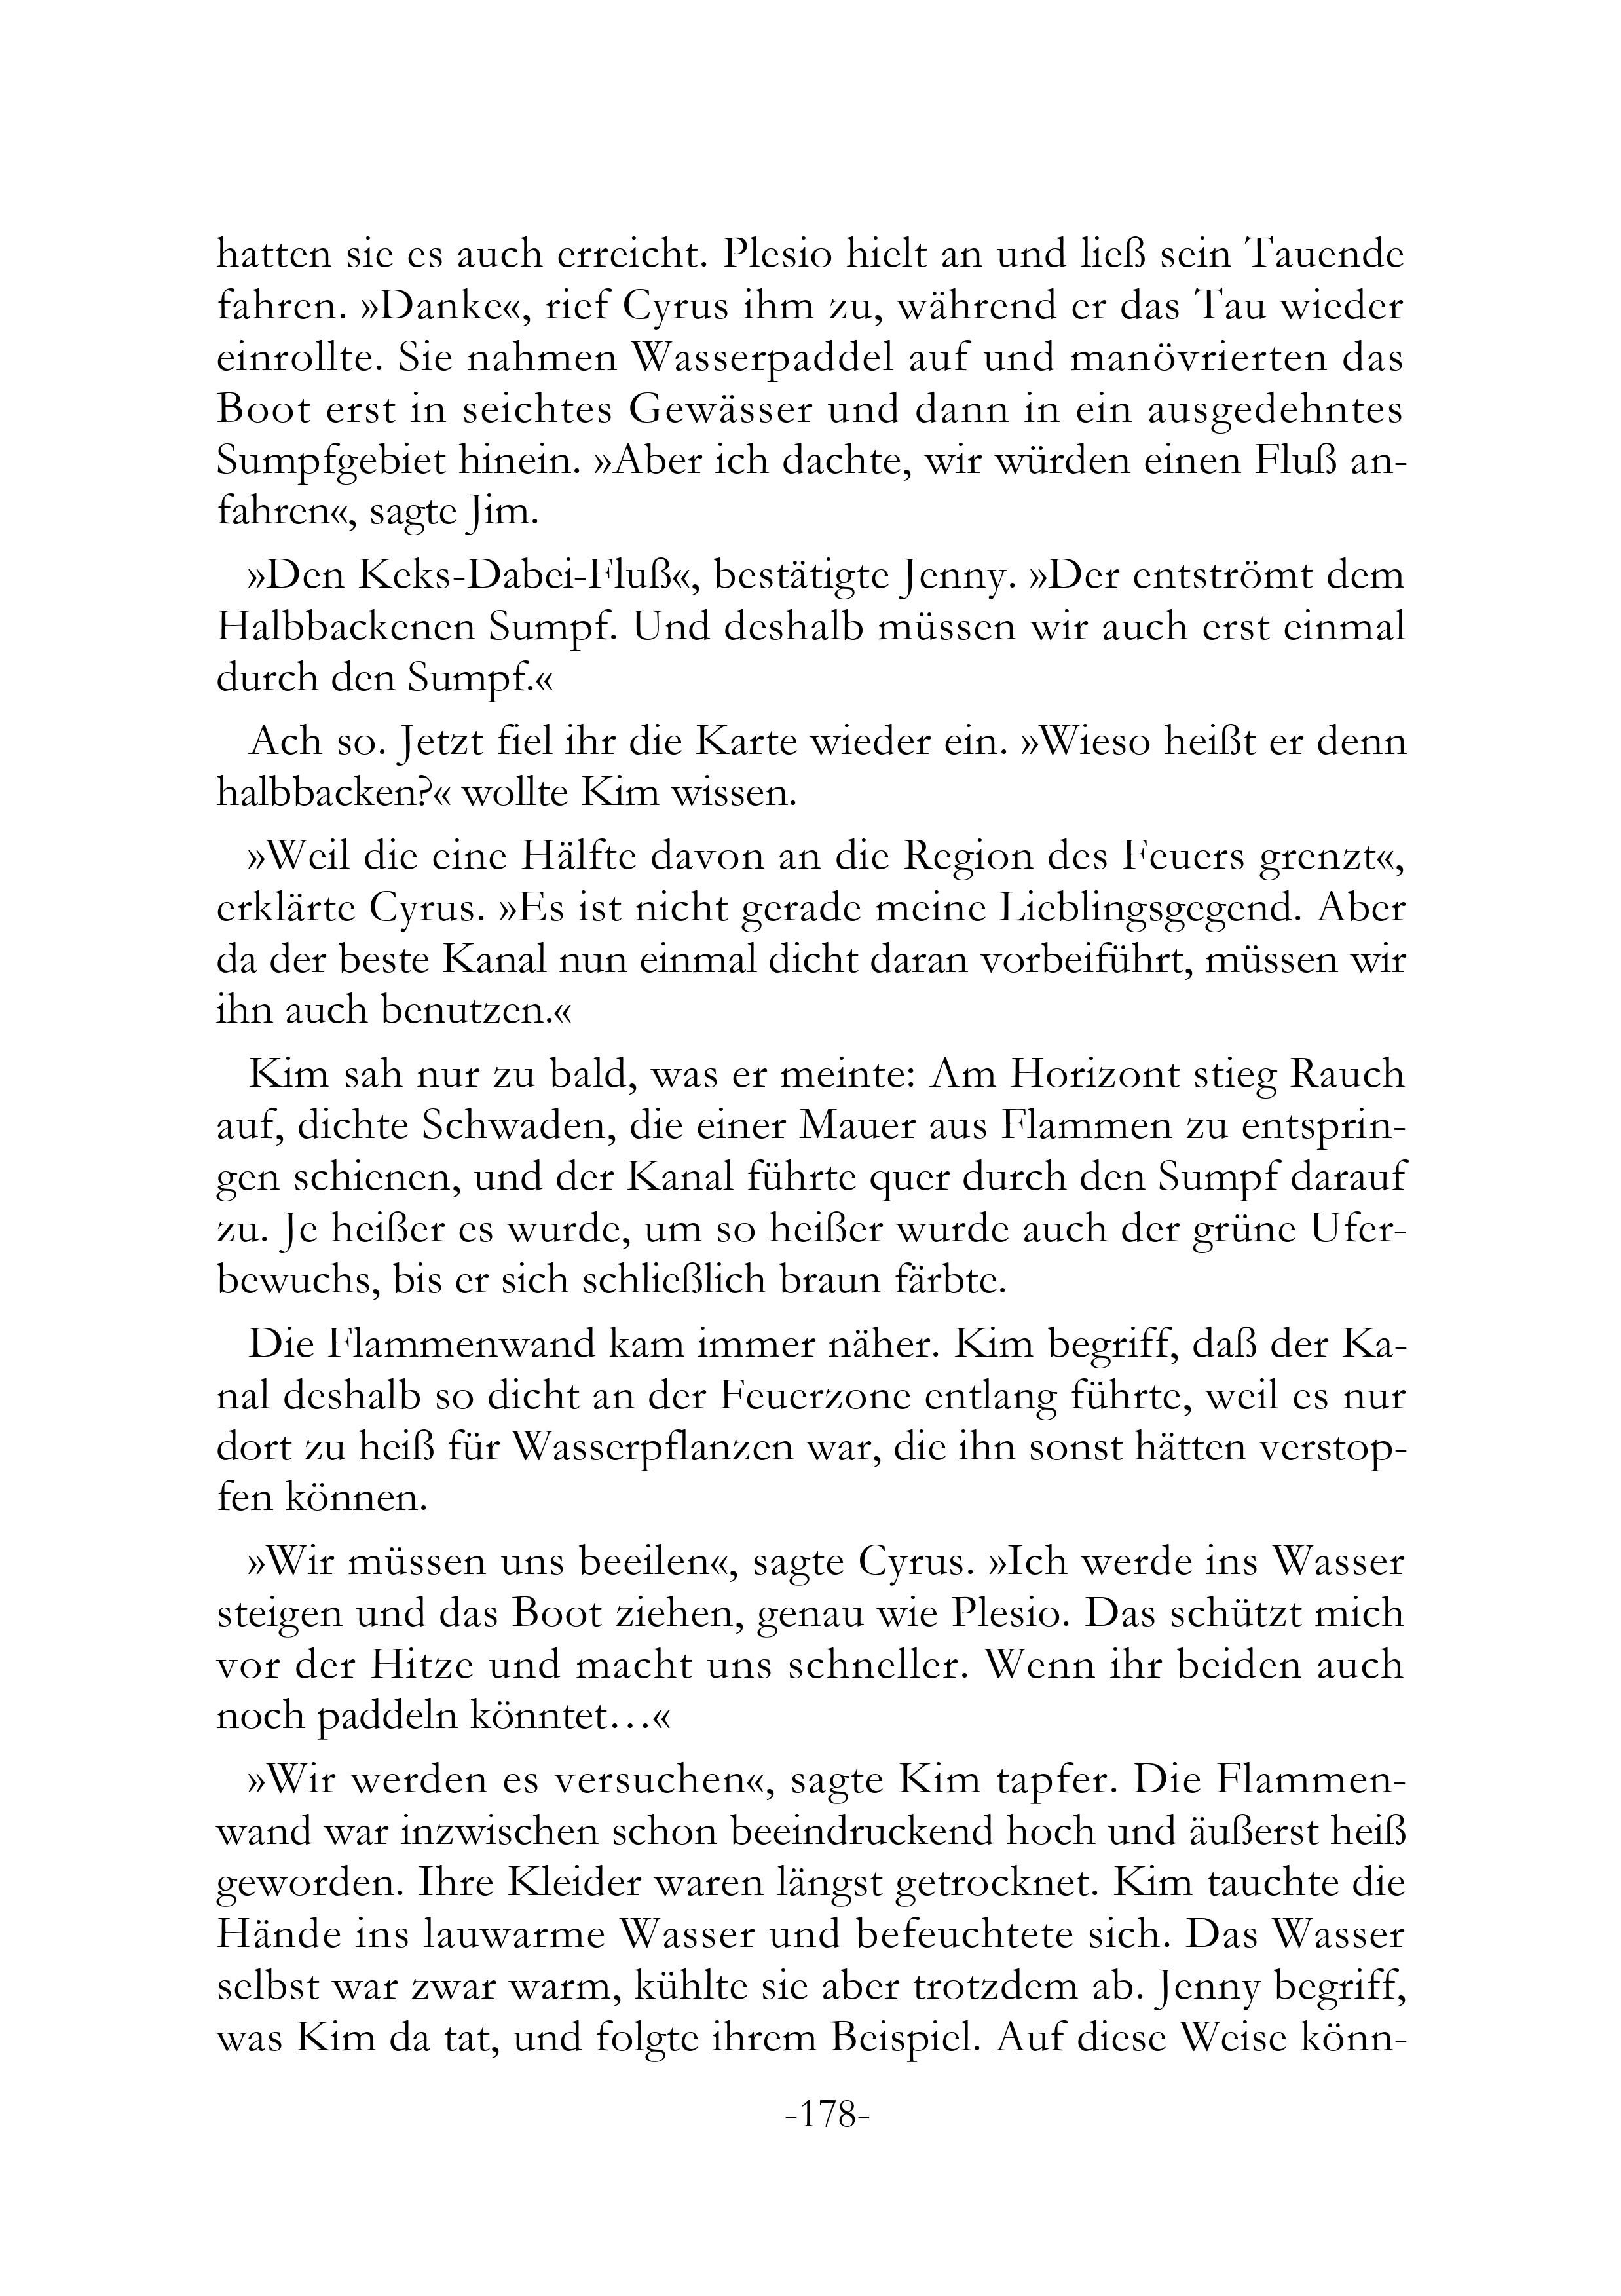 hatten sie es auch erreicht. Plesio hielt an und ließ sein Tauende
fahren. »Danke«, rief Cyrus ihm zu, während er das Tau wieder
einrollte. Sie nahmen Wasserpaddel auf und manövrierten das
Boot erst in seichtes Gewässer und dann in ein ausgedehntes
Sumpfgebiet hinein. »Aber ich dachte, wir würden einen Fluß an-
fahren«, sagte Jim.
»Den Keks-Dabei-Fluß«, bestätigte Jenny. »Der entströmt dem
Halbbackenen Sumpf. Und deshalb müssen wir auch erst einmal
durch den Sumpf.«
Ach so. Jetzt fiel ihr die Karte wieder ein. »Wieso heißt er denn
halbbacken?« wollte Kim wissen.
»Weil die eine Hälfte davon an die Region des Feuers grenzt«,
erklärte Cyrus. »Es ist nicht gerade meine Lieblingsgegend. Aber
da der beste Kanal nun einmal dicht daran vorbeiführt, müssen wir
ihn auch benutzen.«
Kim sah nur zu bald, was er meinte: Am Horizont stieg Rauch
auf, dichte Schwaden, die einer Mauer aus Flammen zu entsprin-
gen schienen, und der Kanal führte quer durch den Sumpf darauf
zu. Je heißer es wurde, um so heißer wurde auch der grüne Ufer-
bewuchs, bis er sich schließlich braun färbte.
Die Flammenwand kam immer näher. Kim begriff, daß der Ka-
nal deshalb so dicht an der Feuerzone entlang führte, weil es nur
dort zu heiß für Wasserpflanzen war, die ihn sonst hätten verstop-
fen können.
»Wir müssen uns beeilen«, sagte Cyrus. »Ich werde ins Wasser
steigen und das Boot ziehen, genau wie Plesio. Das schützt mich
vor der Hitze und macht uns schneller. Wenn ihr beiden auch
noch paddeln könntet…«
»Wir werden es versuchen«, sagte Kim tapfer. Die Flammen-
wand war inzwischen schon beeindruckend hoch und äußerst heiß
geworden. Ihre Kleider waren längst getrocknet. Kim tauchte die
Hände ins lauwarme Wasser und befeuchtete sich. Das Wasser
selbst war zwar warm, kühlte sie aber trotzdem ab. Jenny begriff,
was Kim da tat, und folgte ihrem Beispiel. Auf diese Weise könn-
-178-